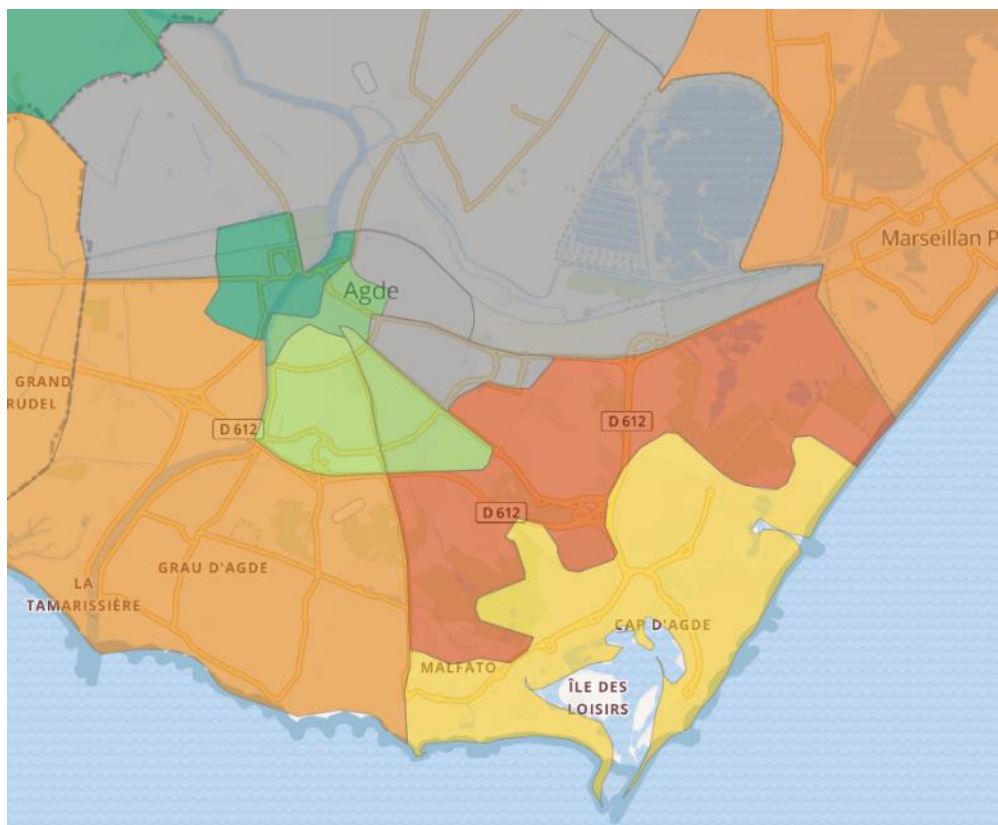 Agde
Marseillan P
GRAND
RUDEL
D 612
D 612
D 612
GRAU D'AGDE
LA
TAMARISSIÈRE
CAP D'AGDE
MALFATO
ÎLE DES
LOISIRS